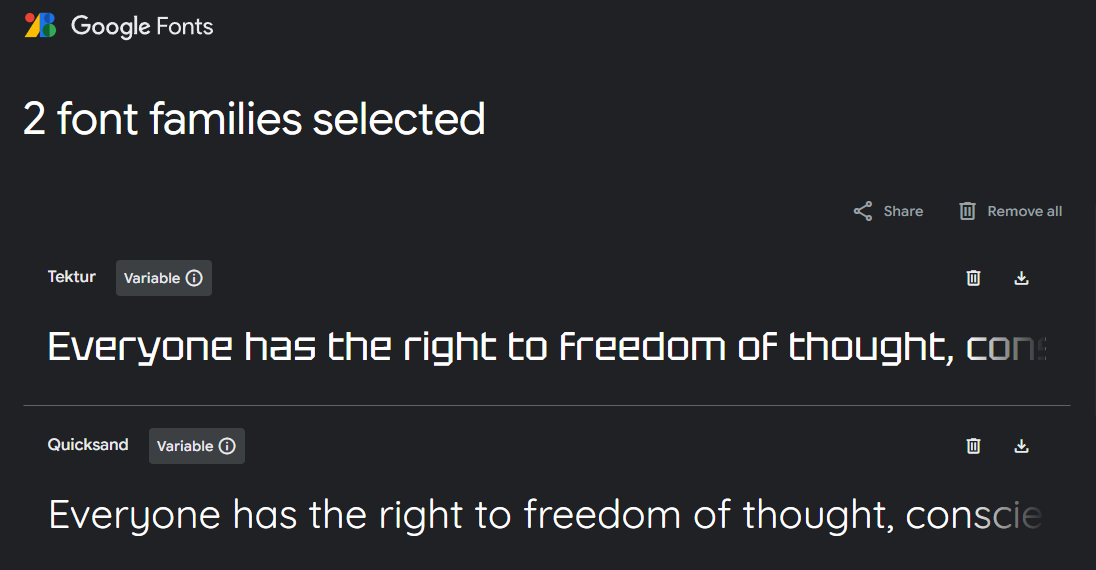 Google Fonts
2 font families selected
Share Remove all
Tektur Variable
Everyone has the right to freedom of thought, cons
Quicksand Variable
Everyone has the right to freedom of thought, conscie